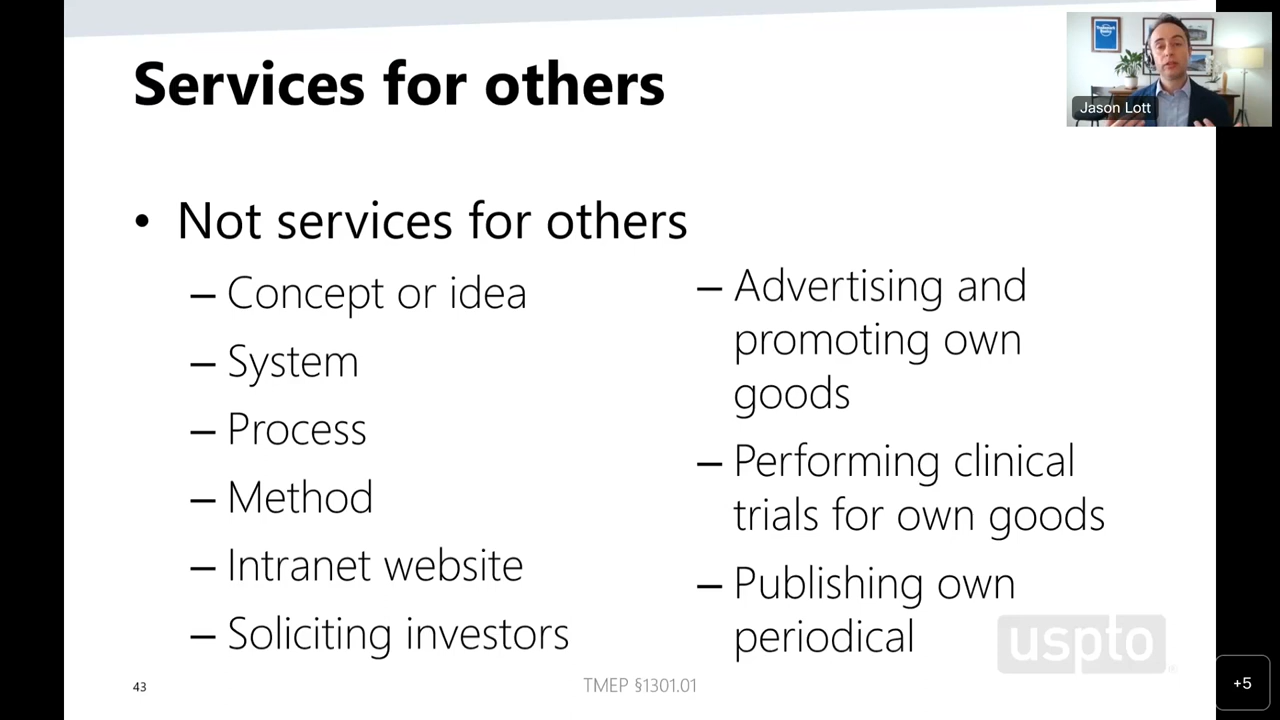 Services for others
Jason Lott
• Not services for others
– Concept or idea
– System
– Process
– Method
– Intranet website
– Soliciting investors
– Advertising and
promoting own
goods
– Performing clinical
trials for own goods
– Publishing own
periodical
uspto
43
TMEP §1301.01
+5